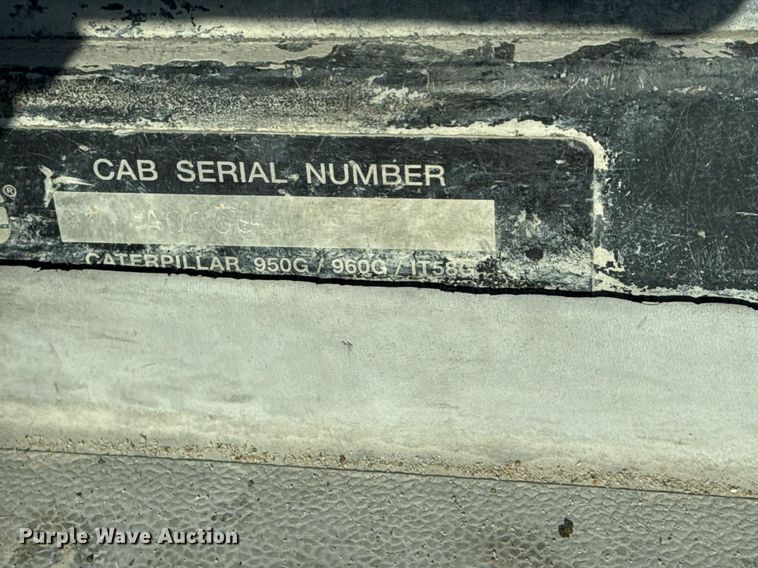 CAB SERIAL NUMBER
®
CATERPILLAR 950G / 960G / IT58G
Purple Wave Auction